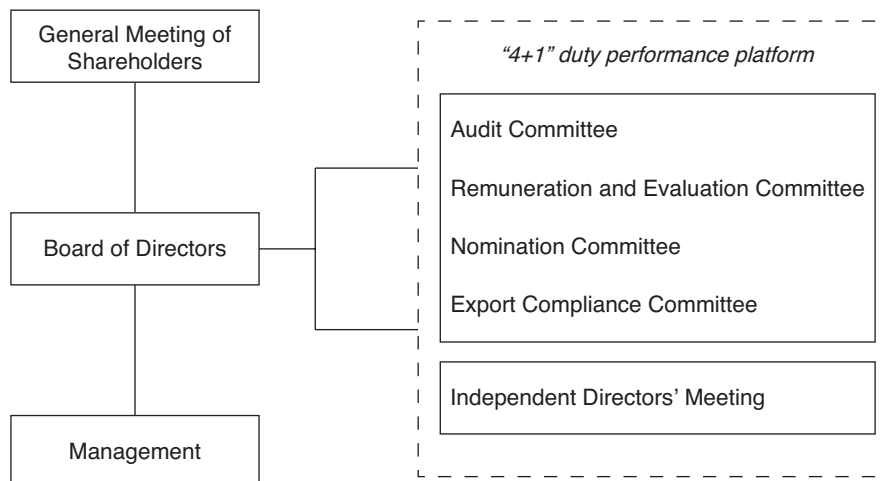 General Meeting of
Shareholders
Board of Directors
Management
“4+1” duty performance platform
Audit Committee
Remuneration and Evaluation Committee
Nomination Committee
Export Compliance Committee
Independent Directors’ Meeting